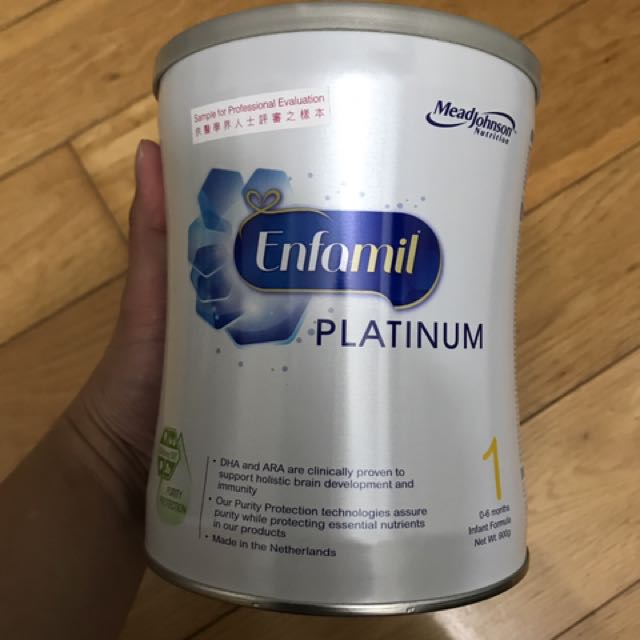 Sample for Professional Evaluation
供醫學界人士評審之樣本
MeadJohnson
Nutrition
Enfamil
PLATINUM
• DHA and ARA are clinically proven to
support holistic brain development and
immunity
• Our Purity Protection technologies assure
purity while protecting essential nutrients
in our products
• Made in the Netherlands
PURITY
1
0-6 months
Infant Formula
Net Wt. 900g